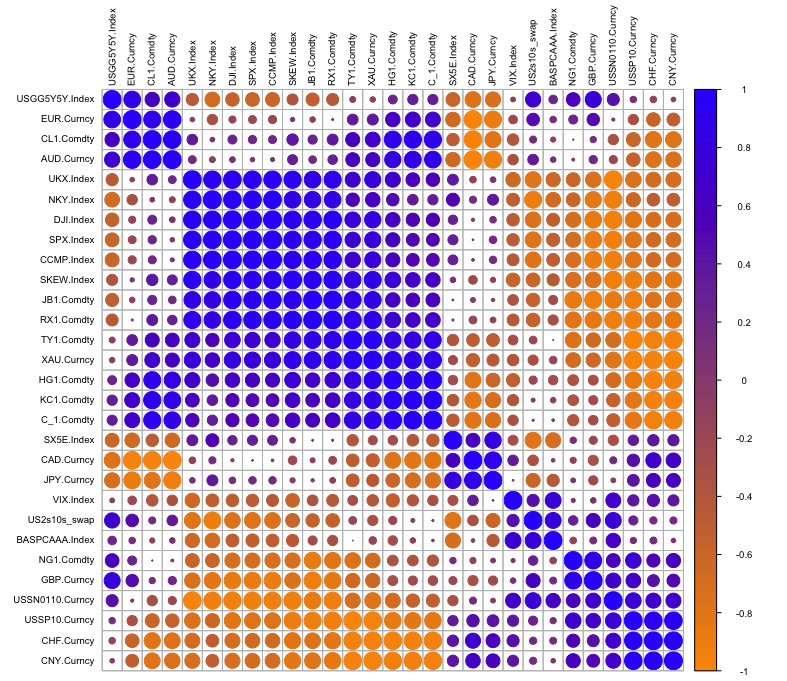 USGG5Y5Y.Index
EUR.Curncy
CL1.Comdty
AUD.Curncy
UKX.Index
NKY.Index
DJI.Index
SPX.Index
CCMP.Index
SKEW.Index
JB1.Comdty
RX1.Comdty
TY1.Comdty
XAU.Curncy
HG1.Comdty
KC1.Comdty
C_1.Comdty
SX5E.Index
CAD.Curncy
JPY.Curncy
VIX.Index
US2s10s_swap
BASPCAAA.Index
NG1.Comdty
GBP.Curncy
USSN0110.Curncy
USSP10.Curncy
CHF.Curncy
CNY.Curncy
USGG5Y5Y.Index
EUR.Curncy
CL1.Comdty
AUD.Curncy
UKX.Index
NKY.Index
DJI.Index
SPX.Index
CCMP.Index
SKEW.Index
JB1.Comdty
RX1.Comdty
TY1.Comdty
XAU.Curncy
HG1.Comdty
KC1.Comdty
C_1.Comdty
SX5E.Index
CAD.Curncy
JPY.Curncy
VIX.Index
US2s10s_swap
BASPCAAA.Index
NG1.Comdty
GBP.Curncy
USSN0110.Curncy
USSP10.Curncy
CHF.Curncy
CNY.Curncy
1
0.8
0.6
0.4
0.2
0
-0.2
-0.4
-0.6
-0.8
-1